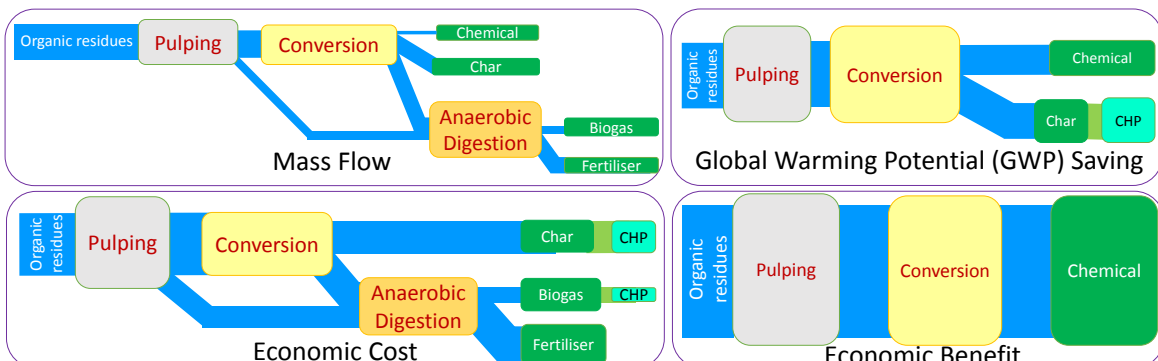 Organic residues
Pulping
Conversion
Chemical
Char
Anaerobic
Digestion
Biogas
Fertiliser
Mass Flow
Organic
residues
Pulping
Conversion
Chemical
Char
CHP
Global Warming Potential (GWP) Saving
Organic
residues
Pulping
Conversion
Char
CHP
Anaerobic
Digestion
Biogas
CHP
Fertiliser
Economic Cost
Organic
residues
Pulping
Conversion
Chemical
Economic Benefit